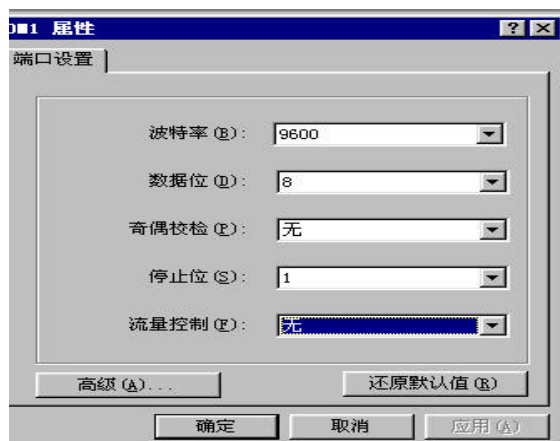 OM1 属性
端口设置
波特率(B): 9600
数据位(D): 8
奇偶校检(P): 无
停止位(S): 1
流量控制(F): 无
高级(A)... 还原默认值(R)
确定 取消 应用(A)